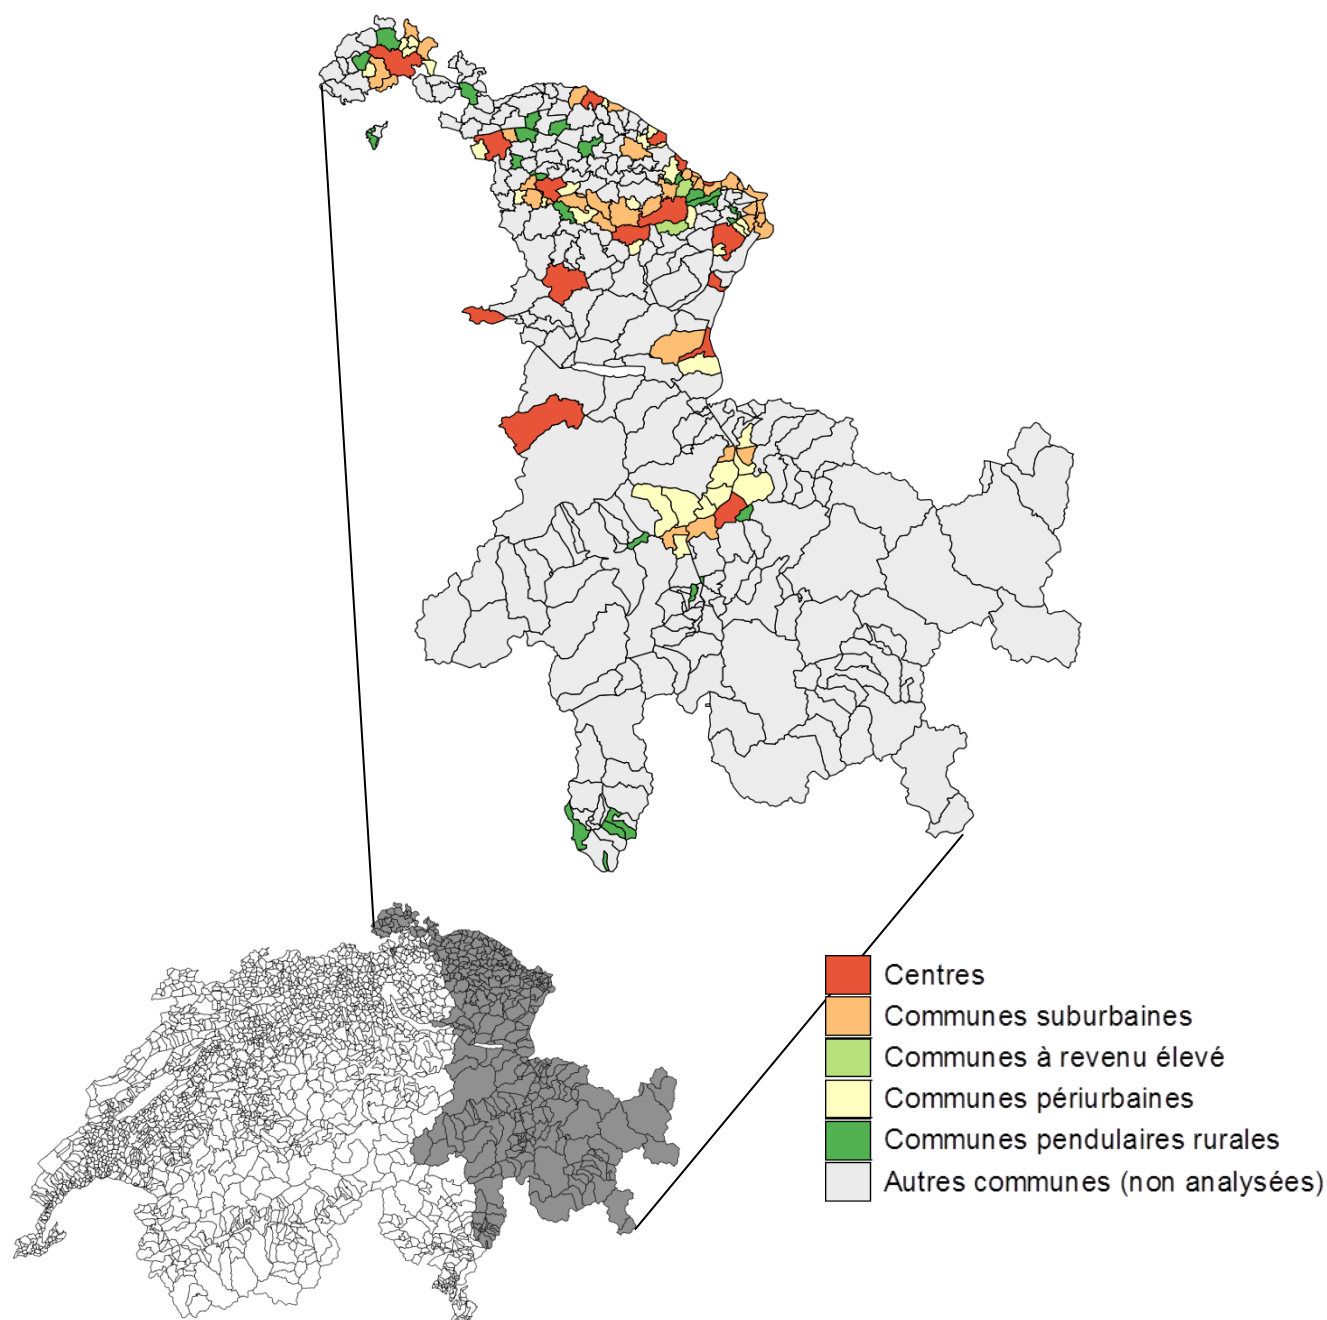 Centres
Communes suburbaines
Communes à revenu élevé
Communes périurbaines
Communes pendulaires rurales
Autres communes (non analysées)